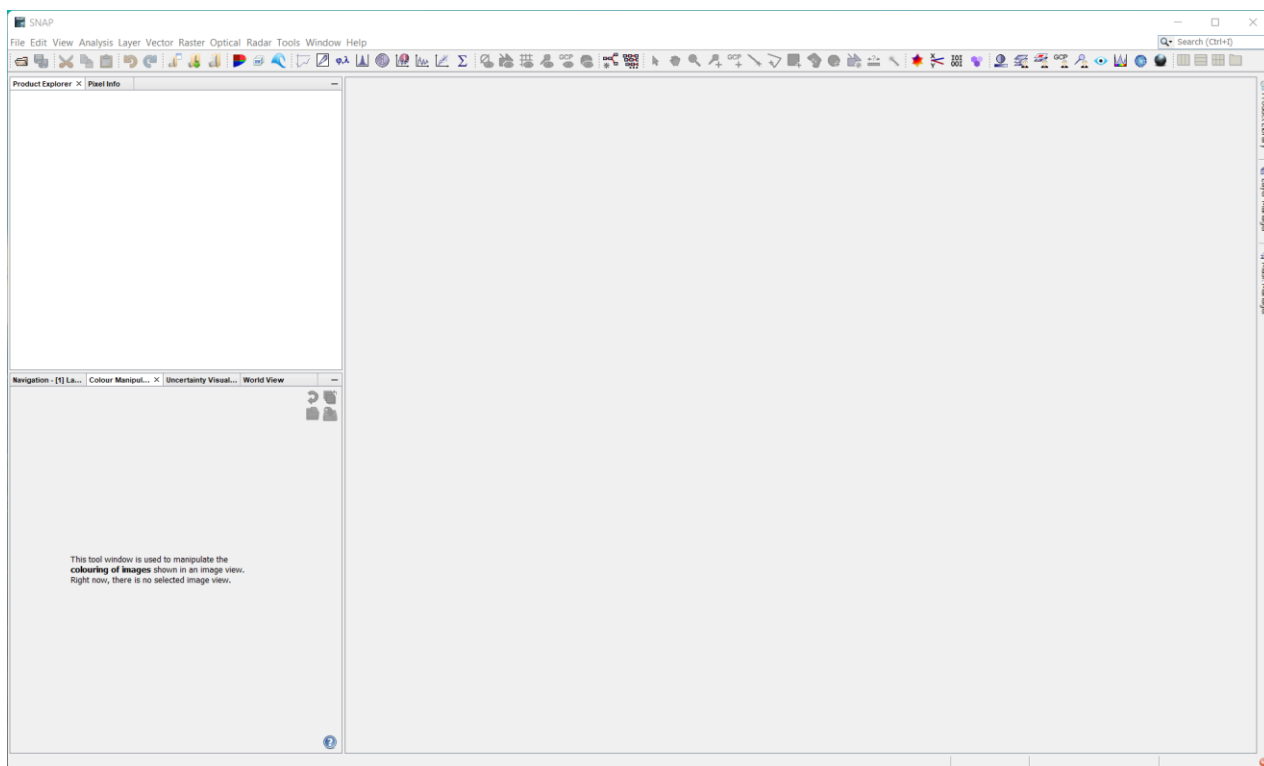 SNAP
File Edit View Analysis Layer Vector Raster Optical Radar Tools Window Help
Search (Ctrl+I)
Product Explorer Pixel Info
Navigation - [1] La... Colour Manipul... Uncertainty Visual... World View
This tool window is used to manipulate the
colouring of images shown in an image view.
Right now, there is no selected image view.